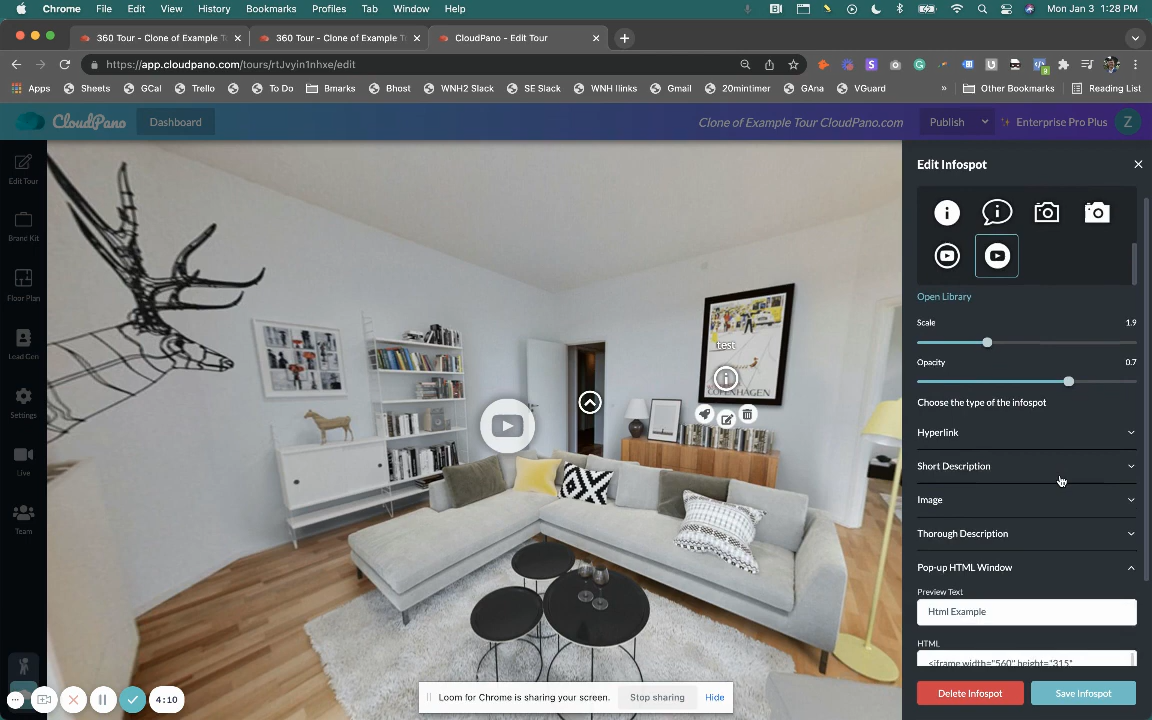 Chrome File Edit View History Bookmarks Profiles Tab Window Help Mon Jan 3 1:28 PM
360 Tour - Clone of Example T 360 Tour - Clone of Example T CloudPano - Edit Tour
https://app.cloudpano.com/tours/rtJvyin1nhxe/edit
Apps Sheets GCal Trello To Do Bmarks Bhost WNH2 Slack SE Slack WNH llinks Gmail 20mintimer GAna VGuard » Other Bookmarks Reading List
CloudPano Dashboard Clone of Example Tour CloudPano.com Publish Enterprise Pro Plus Z
Edit Tour
Brand Kit
Floor Plan
Lead Gen
Settings
Live
Team
test
COPENHAGEN
Edit Infospot
Open Library
Scale 1.9
Opacity 0.7
Choose the type of the infospot
Hyperlink
Short Description
Image
Thorough Description
Pop-up HTML Window
Preview Text
Html Example
HTML
<iframe width="560" height="315"
Delete Infospot Save Infospot
4:10
Loom for Chrome is sharing your screen. Stop sharing Hide